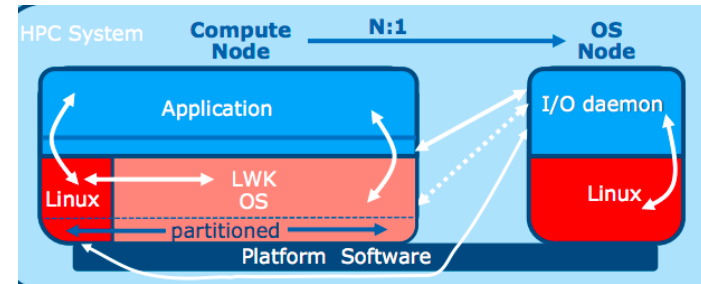 HPC System
Compute
Node
N:1
OS
Node
Application
I/O daemon
Linux
LWK
OS
Linux
partitioned
Platform Software